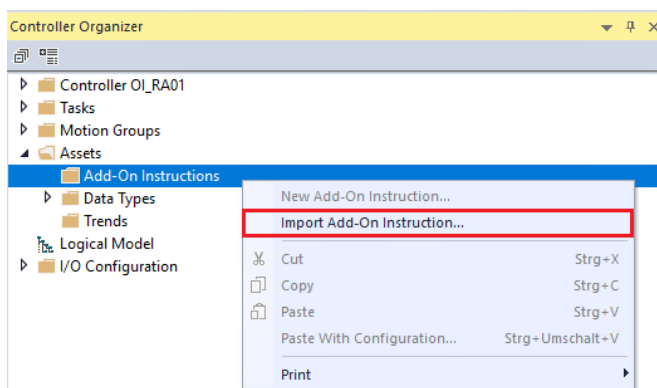 Controller Organizer
Controller OI_RA01
Tasks
Motion Groups
Assets
Add-On Instructions
Data Types
Trends
Logical Model
I/O Configuration
New Add-On Instruction...
Import Add-On Instruction...
Cut Strg+X
Copy Strg+C
Paste Strg+V
Paste With Configuration... Strg+Umschalt+V
Print